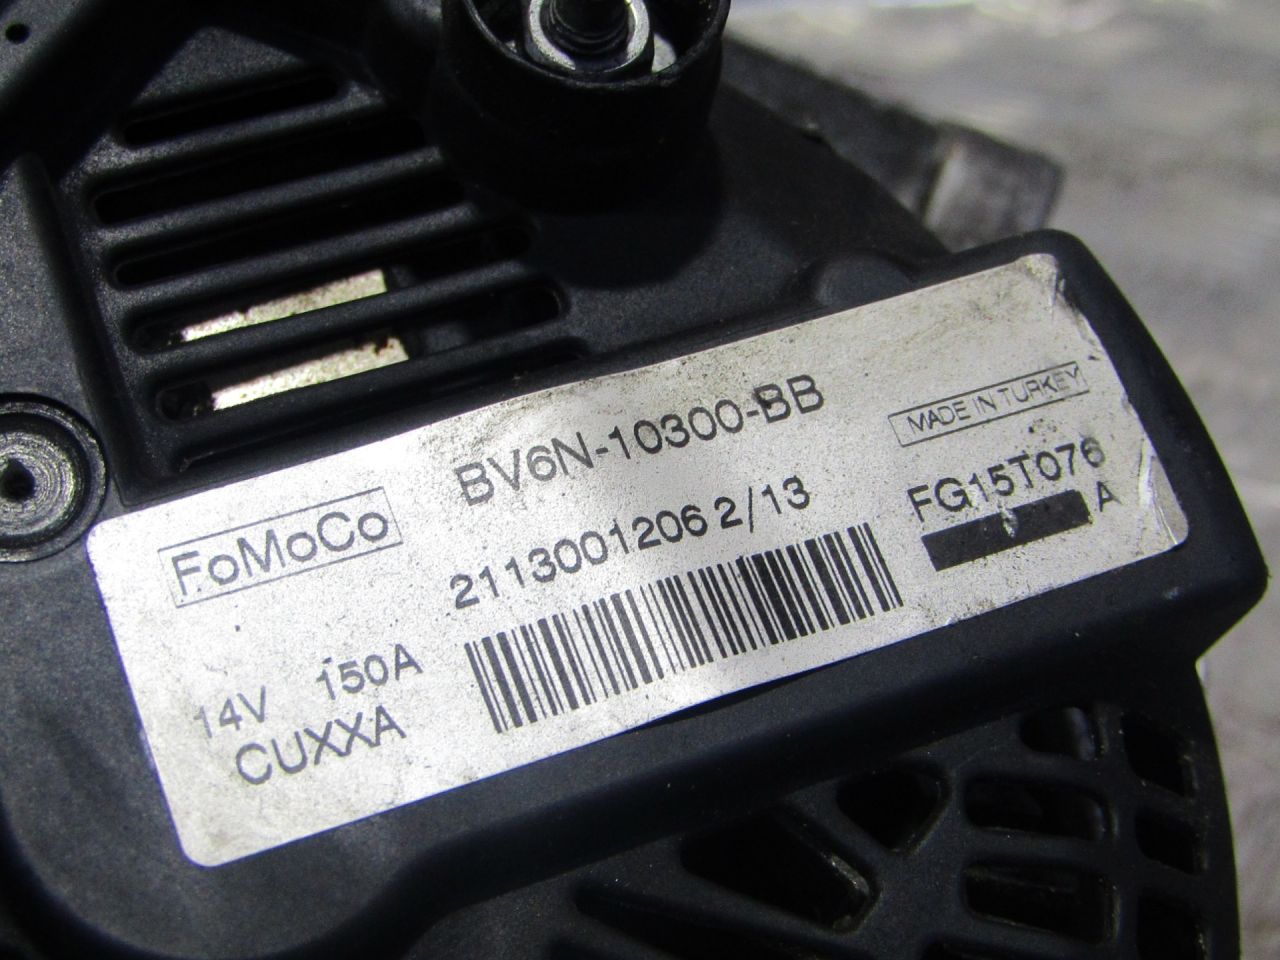 BV6N-10300-BB
MADE IN TURKEY
FoMoCo
2113001206 2/13
FG15T076
A
14V 150A
CUXXA